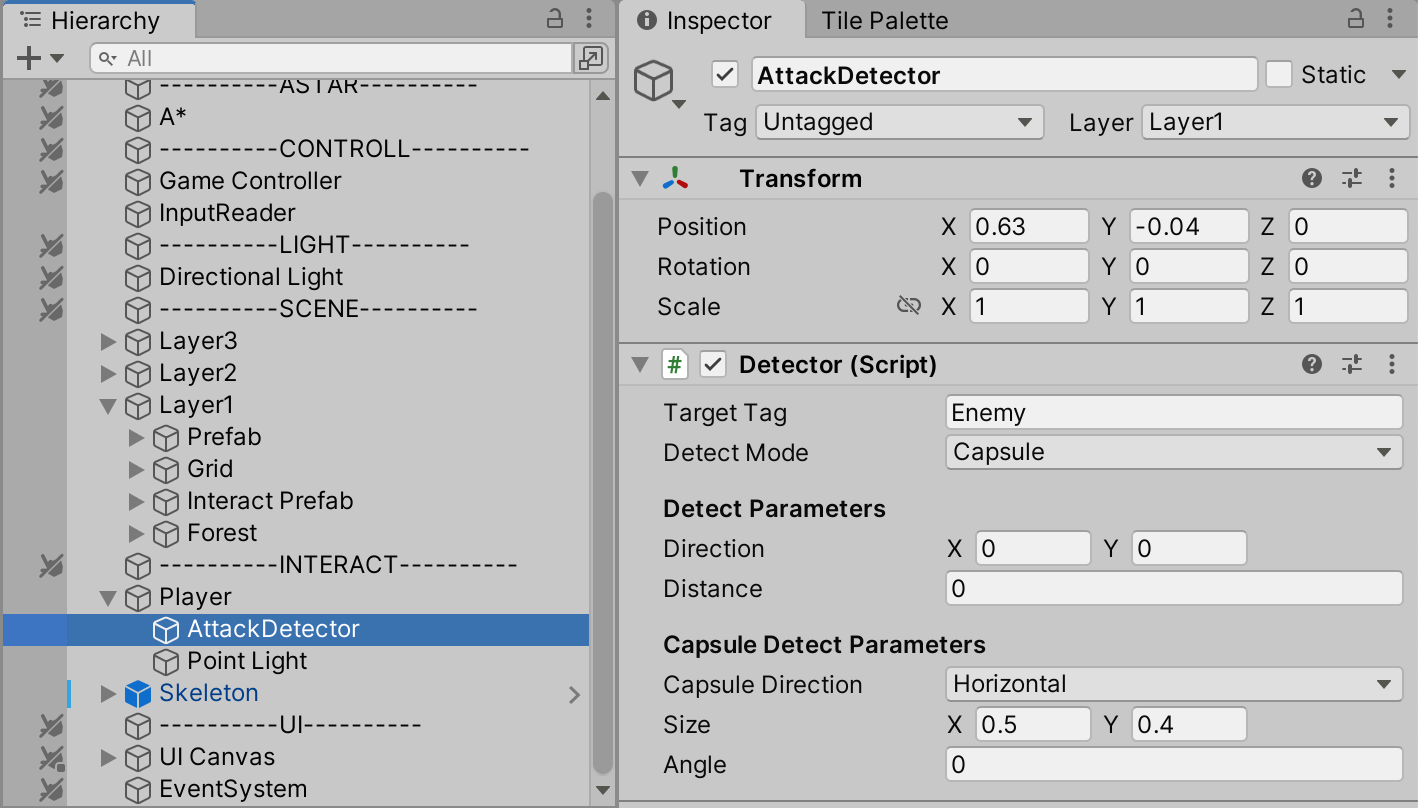 Hierarchy
All
----------ASTAR----------
A*
----------CONTROLL----------
Game Controller
InputReader
----------LIGHT----------
Directional Light
----------SCENE----------
Layer3
Layer2
Layer1
Prefab
Grid
Interact Prefab
Forest
----------INTERACT----------
Player
AttackDetector
Point Light
Skeleton
----------UI----------
UI Canvas
EventSystem
Inspector Tile Palette
AttackDetector Static
Tag Untagged Layer Layer1
Transform
Position X 0.63 Y -0.04 Z 0
Rotation X 0 Y 0 Z 0
Scale X 1 Y 1 Z 1
# Detector (Script)
Target Tag Enemy
Detect Mode Capsule
Detect Parameters
Direction X 0 Y 0
Distance 0
Capsule Detect Parameters
Capsule Direction Horizontal
Size X 0.5 Y 0.4
Angle 0